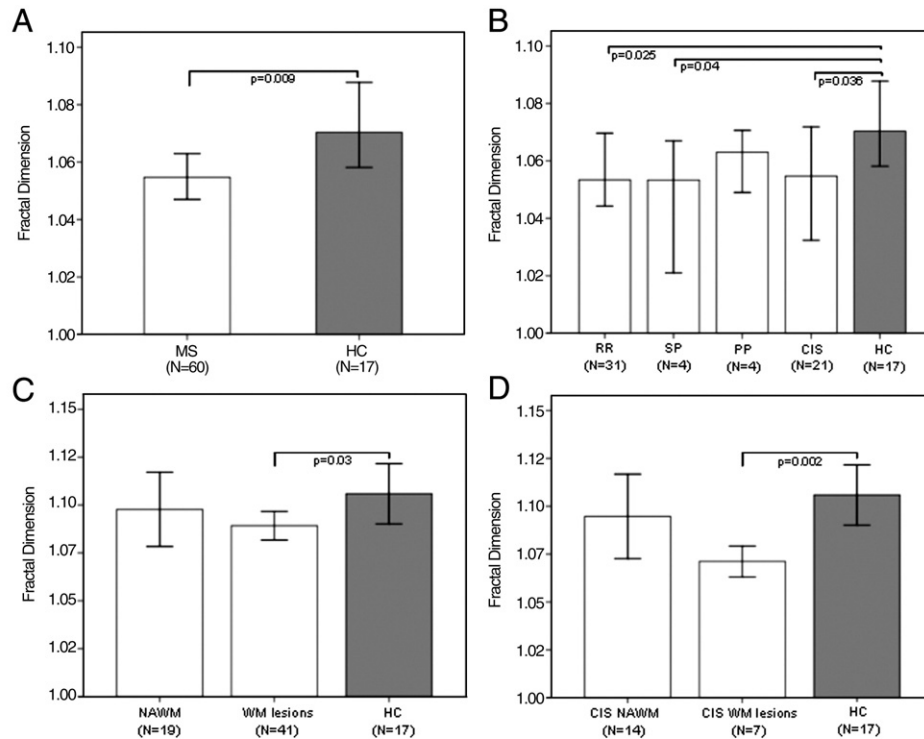 A
Fractal Dimension
1.10
1.08
1.06
1.04
1.02
1.00
p=0.009
MS HC
(N=60) (N=17)
B
Fractal Dimension
1.10
1.08
1.06
1.04
1.02
1.00
p=0.025
p=0.04
p=0.036
RR SP PP CIS HC
(N=31) (N=4) (N=4) (N=21) (N=17)
C
Fractal Dimension
1.15
1.12
1.10
1.07
1.05
1.02
1.00
p=0.03
NAWM WM lesions HC
(N=19) (N=41) (N=17)
D
Fractal Dimension
1.15
1.12
1.10
1.07
1.05
1.02
1.00
p=0.002
CIS NAWM CIS WM lesions HC
(N=14) (N=7) (N=17)